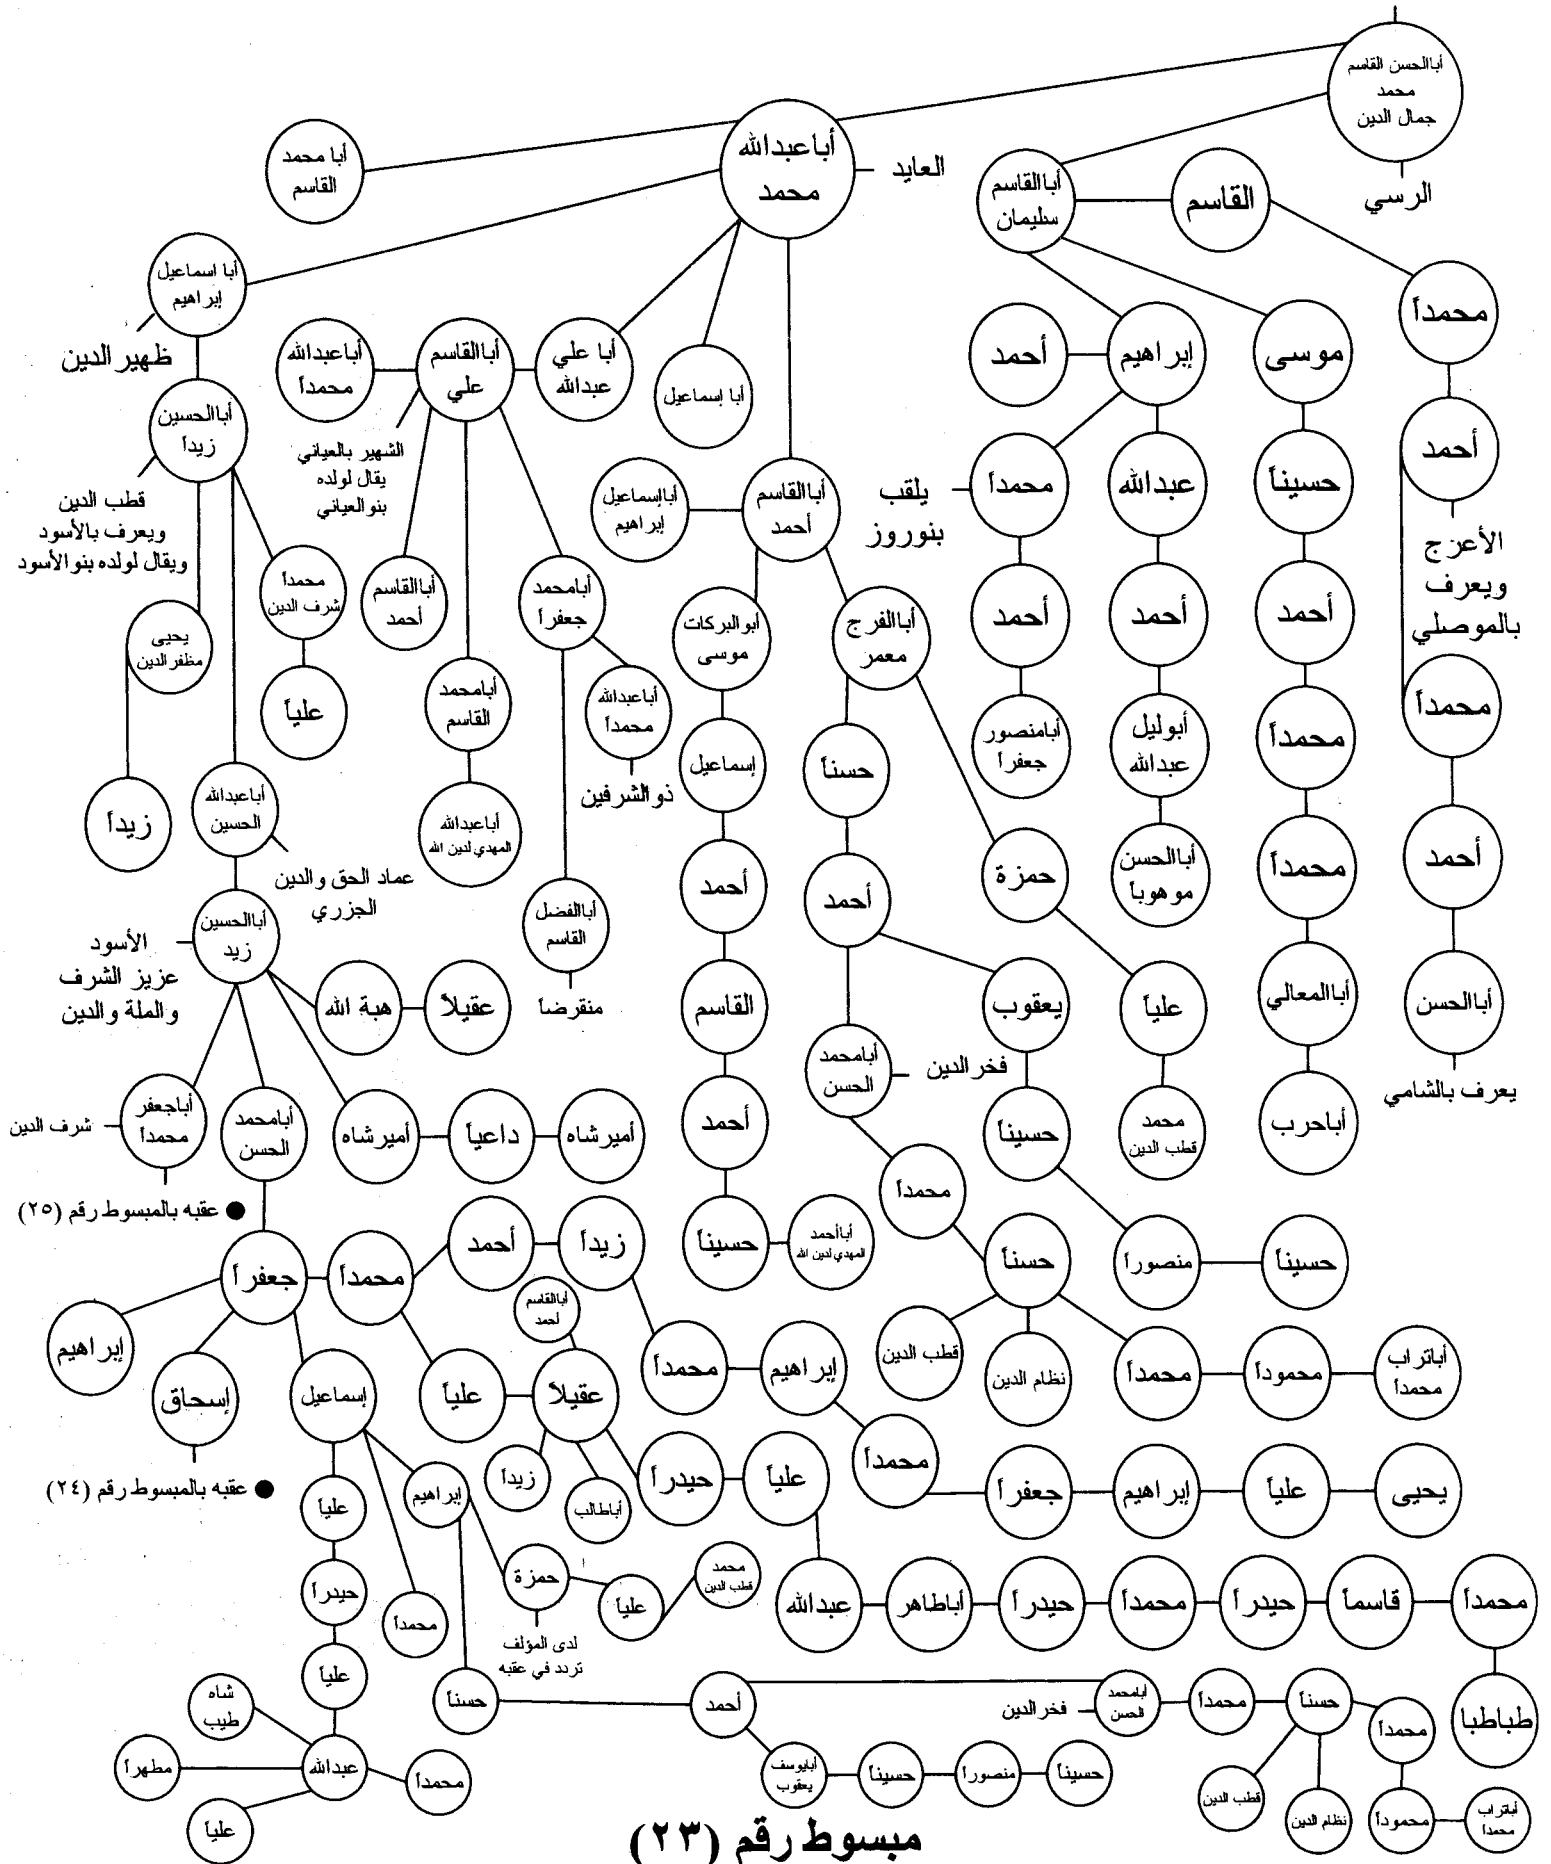 أباالحسن القاسم
محمد
جمال الدين
الرسي
أباعبدالله
محمد
العايد
أبا محمد
القاسم
أباالقاسم
سليمان
القاسم
محمداً
أبا اسماعيل
إبراهيم
ظهير الدين
أباعبدالله
محمداً
أباالقاسم
علي
أبا علي
عبدالله
أبا إسماعيل
أحمد
إبراهيم
موسى
أحمد
الأعرج
ويعرف
بالموصلي
أباالحسين
زيداً
قطب الدين
ويعرف بالأسود
ويقال لولده بنو الأسود
الشهير بالعياني
يقال لولده
بنو العياني
أباإسماعيل
إبراهيم
أباالقاسم
أحمد
يلقب
بنوروز
محمداً
عبدالله
حسيناً
يحيى
مظفر الدين
محمداً
شرف الدين
أباالقاسم
أحمد
أبامحمد
جعفراً
أبو البركات
موسى
أباالفرج
معمر
أحمد
أحمد
أحمد
محمداً
علياً
أبامحمد
القاسم
أباعبدالله
محمداً
ذو الشرفين
إسماعيل
حسناً
أبامنصور
جعفراً
أبوليل
عبدالله
محمداً
زيداً
أباعبدالله
الحسين
عماد الحق والدين
الجزري
أباعبدالله
المهدي لدين الله
أحمد
أحمد
حمزة
أباالحسن
موهوباً
محمداً
أحمد
أباالحسين
زيد
الأسود
عزيز الشرف
والملة والدين
هبة الله
عقيلاً
أباالفضل
القاسم
منقرضاً
القاسم
يعقوب
علياً
أباالمعالي
أباالحسن
يعرف بالشامي
أباجعفر
محمداً
شرف الدين
● عقبه بالمبسوط رقم (٢٥)
أبامحمد
الحسن
أميرشاه
داعياً
أميرشاه
أحمد
أبامحمد
الحسن
فخر الدين
حسيناً
محمد
قطب الدين
أباحرب
محمداً
جعفراً
محمداً
أحمد
زيداً
حسيناً
أباأحمد
المهدي لدين الله
حسناً
منصوراً
حسيناً
إبراهيم
إسحاق
● عقبه بالمبسوط رقم (٢٤)
إسماعيل
علياً
عقيلاً
أباالقاسم
أحمد
محمداً
إبراهيم
قطب الدين
نظام الدين
محمداً
محموداً
أباتراب
محمداً
علياً
إبراهيم
زيداً
أباطالب
حيدراً
علياً
محمداً
جعفراً
إبراهيم
علياً
يحيى
حيدراً
محمداً
حمزة
لدى المؤلف
تردد في عقبه
علياً
محمد
قطب الدين
عبدالله
أباطاهر
حيدراً
محمداً
حيدراً
قاسماً
محمداً
طباطبا
علياً
حسناً
أحمد
فخر الدين
أبامحمد
الحسن
محمداً
حسناً
محمداً
شاه
طيب
مطهراً
عبدالله
محمداً
علياً
أبايوسف
يعقوب
حسيناً
منصوراً
حسيناً
قطب الدين
نظام الدين
محموداً
أباتراب
محمداً
مبسوط رقم (٢٣)